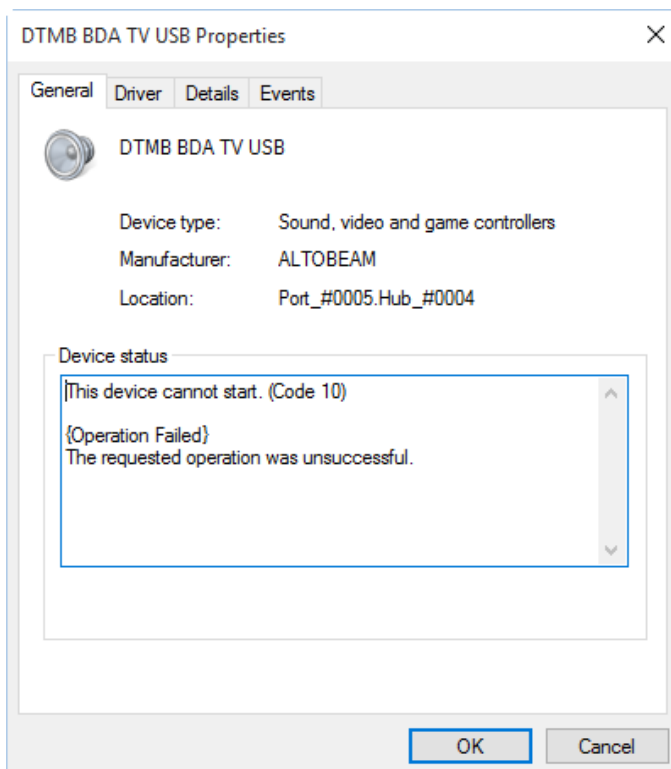 DTMB BDA TV USB Properties
General Driver Details Events
DTMB BDA TV USB
Device type: Sound, video and game controllers
Manufacturer: ALTOBEAM
Location: Port_#0005.Hub_#0004
Device status
This device cannot start. (Code 10)
{Operation Failed}
The requested operation was unsuccessful.
OK Cancel